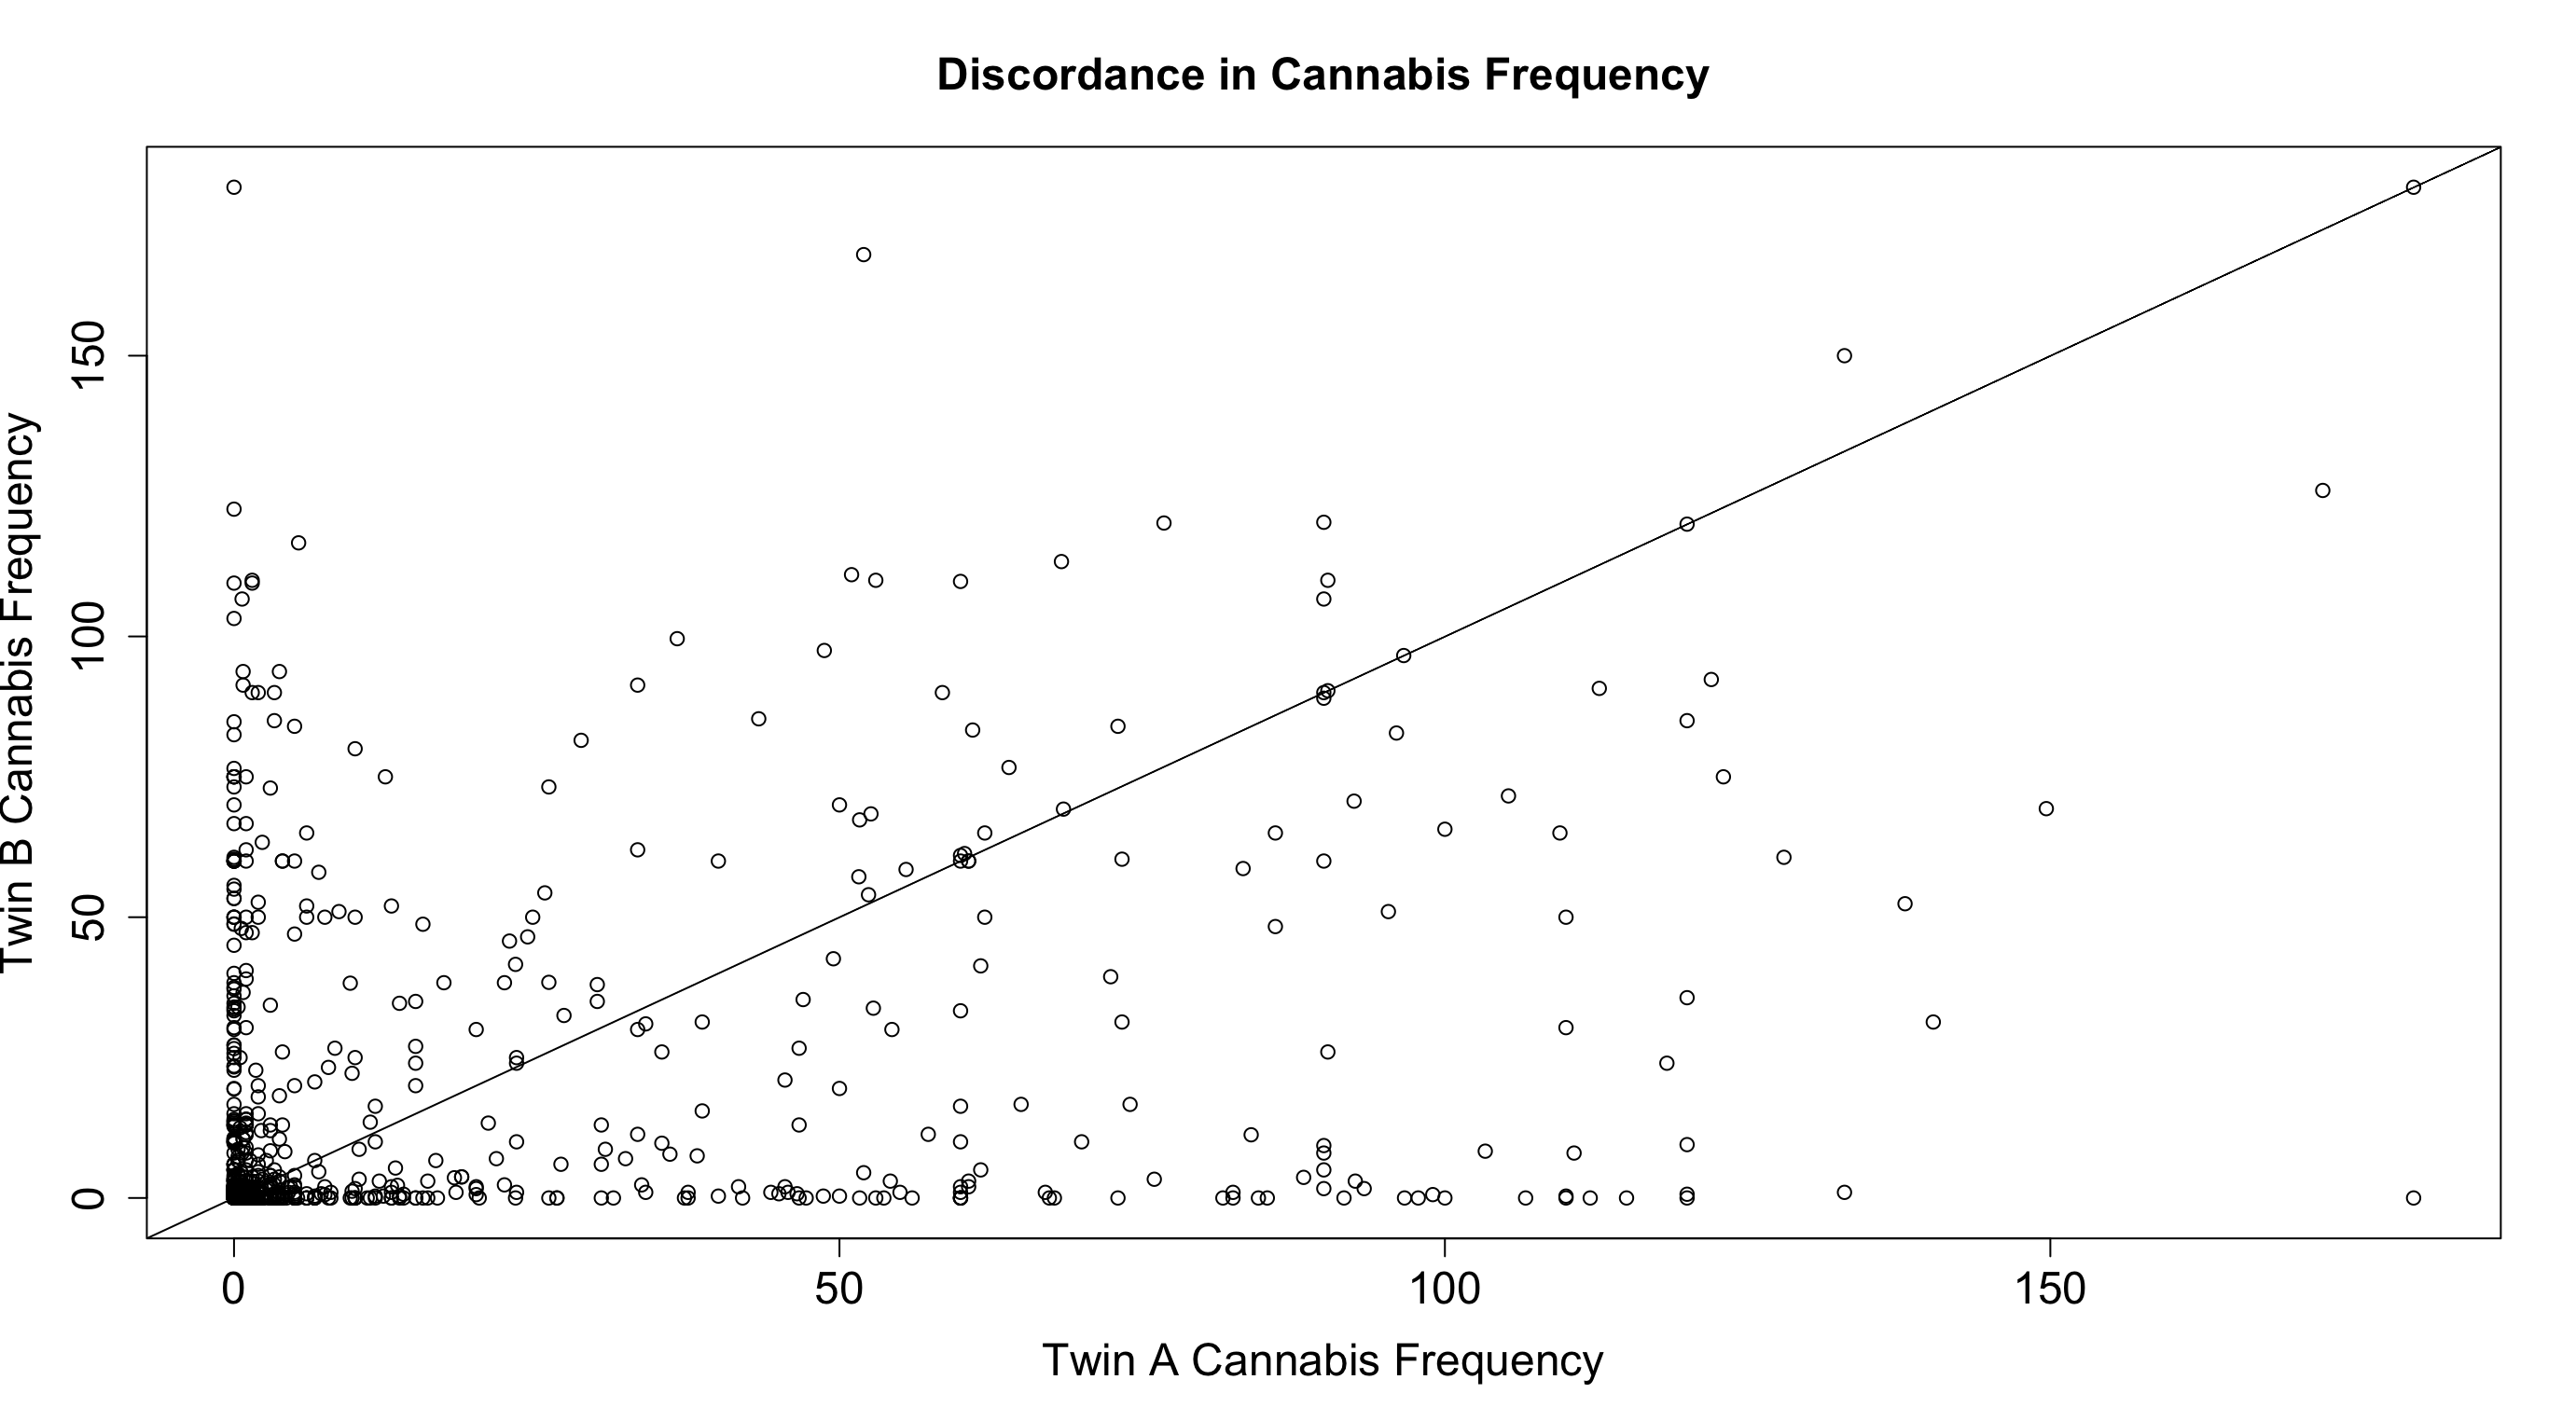 Discordance in Cannabis Frequency
Twin B Cannabis Frequency
150
100
50
0
0 50 100 150
Twin A Cannabis Frequency